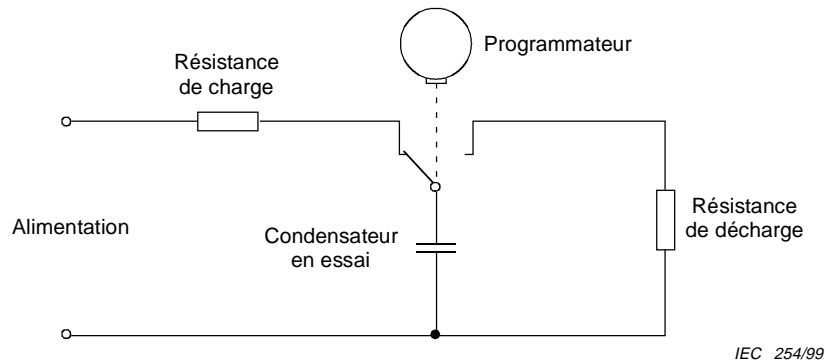 Programmateur
Résistance
de charge
Alimentation
Condensateur
en essai
Résistance
de décharge
IEC 254/99